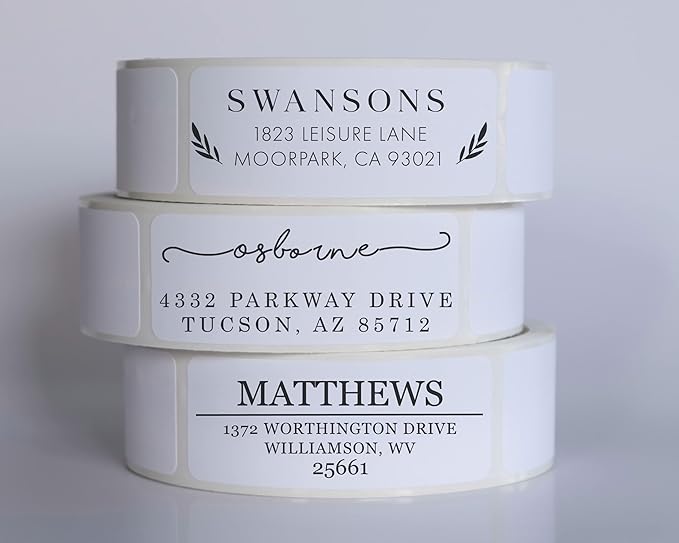 SWANSONS
1823 LEISURE LANE
MOORPARK, CA 93021
osborne
4332 PARKWAY DRIVE
TUCSON, AZ 85712
MATTHEWS
1372 WORTHINGTON DRIVE
WILLIAMSON, WV
25661